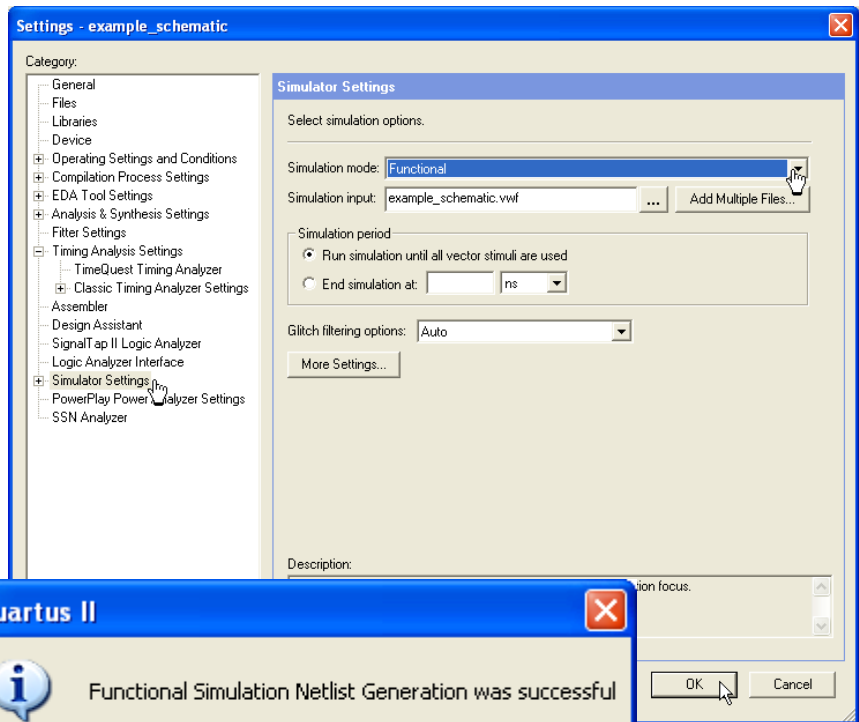 Settings - example_schematic
Category:
General
Files
Libraries
Device
Operating Settings and Conditions
Compilation Process Settings
EDA Tool Settings
Analysis & Synthesis Settings
Fitter Settings
Timing Analysis Settings
TimeQuest Timing Analyzer
Classic Timing Analyzer Settings
Assembler
Design Assistant
SignalTap II Logic Analyzer
Logic Analyzer Interface
Simulator Settings
PowerPlay Power Analyzer Settings
SSN Analyzer
Simulator Settings
Select simulation options.
Simulation mode: Functional
Simulation input: example_schematic.vwf ... Add Multiple Files...
Simulation period
Run simulation until all vector stimuli are used
End simulation at: ns
Glitch filtering options: Auto
More Settings...
Description:
focus.
uartus II
Functional Simulation Netlist Generation was successful
OK Cancel